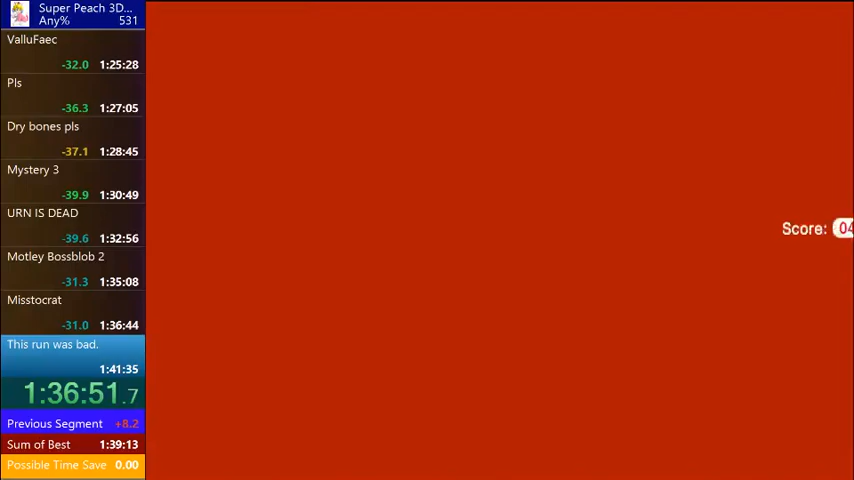 Super Peach 3D...
Any% 531
ValluFaec
-32.0 1:25:28
Pls
-36.3 1:27:05
Dry bones pls
-37.1 1:28:45
Mystery 3
-39.9 1:30:49
URN IS DEAD
-39.6 1:32:56
Motley Bossblob 2
-31.3 1:35:08
Misstocrat
-31.0 1:36:44
This run was bad.
1:41:35
1:36:51.7
Previous Segment +8.2
Sum of Best 1:39:13
Possible Time Save 0.00
Score: 04